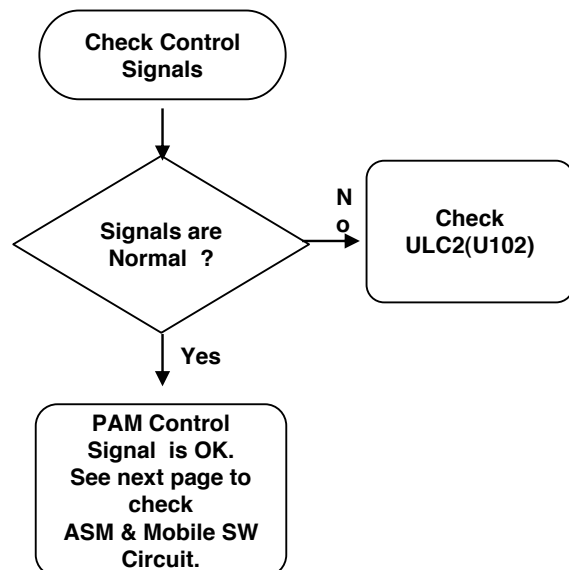 Check Control
Signals
Signals are
Normal ?
N
o
Check
ULC2(U102)
Yes
PAM Control
Signal is OK.
See next page to
check
ASM & Mobile SW
Circuit.